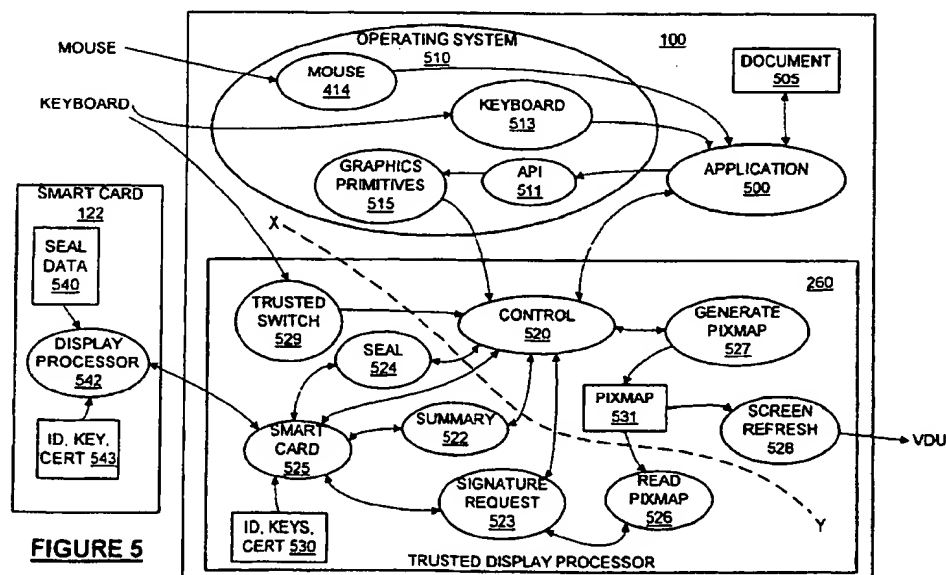 MOUSE
KEYBOARD
OPERATING SYSTEM
510
100
MOUSE
414
KEYBOARD
513
DOCUMENT
505
GRAPHICS
PRIMITIVES
515
API
511
APPLICATION
500
SMART CARD
122
SEAL
DATA
540
DISPLAY
PROCESSOR
542
ID, KEY,
CERT 543
X
260
TRUSTED
SWITCH
529
CONTROL
520
GENERATE
PIXMAP
527
SEAL
524
SUMMARY
522
PIXMAP
531
SCREEN
REFRESH
528
VDU
SMART
CARD
525
SIGNATURE
REQUEST
523
READ
PIXMAP
526
Y
ID, KEYS,
CERT 530
FIGURE 5
TRUSTED DISPLAY PROCESSOR